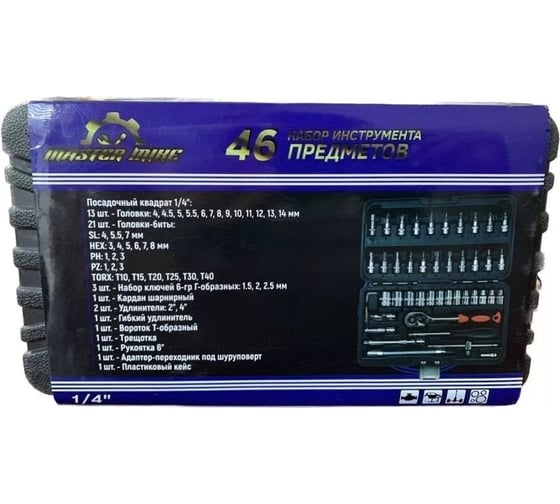 MASTER MIKE
46 НАБОР ИНСТРУМЕНТА
ПРЕДМЕТОВ
Посадочный квадрат 1/4":
13 шт. - Головки: 4, 4.5, 5, 5.5, 6, 7, 8, 9, 10, 11, 12, 13, 14 мм
21 шт. - Головки-биты:
SL: 4, 5.5, 7 мм
HEX: 3, 4, 5, 6, 7, 8 мм
PH: 1, 2, 3
PZ: 1, 2, 3
TORX: T10, T15, T20, T25, T30, T40
3 шт. - Набор ключей 6-гр Г-образных: 1.5, 2, 2.5 мм
1 шт. - Кардан шарнирный
2 шт. - Удлинители: 2", 4"
1 шт. - Гибкий удлинитель
1 шт. - Вороток Т-образный
1 шт. - Трещотка
1 шт. - Рукоятка 6"
1 шт. - Адаптер-переходник под шуруповерт
1 шт. - Пластиковый кейс
1/4"